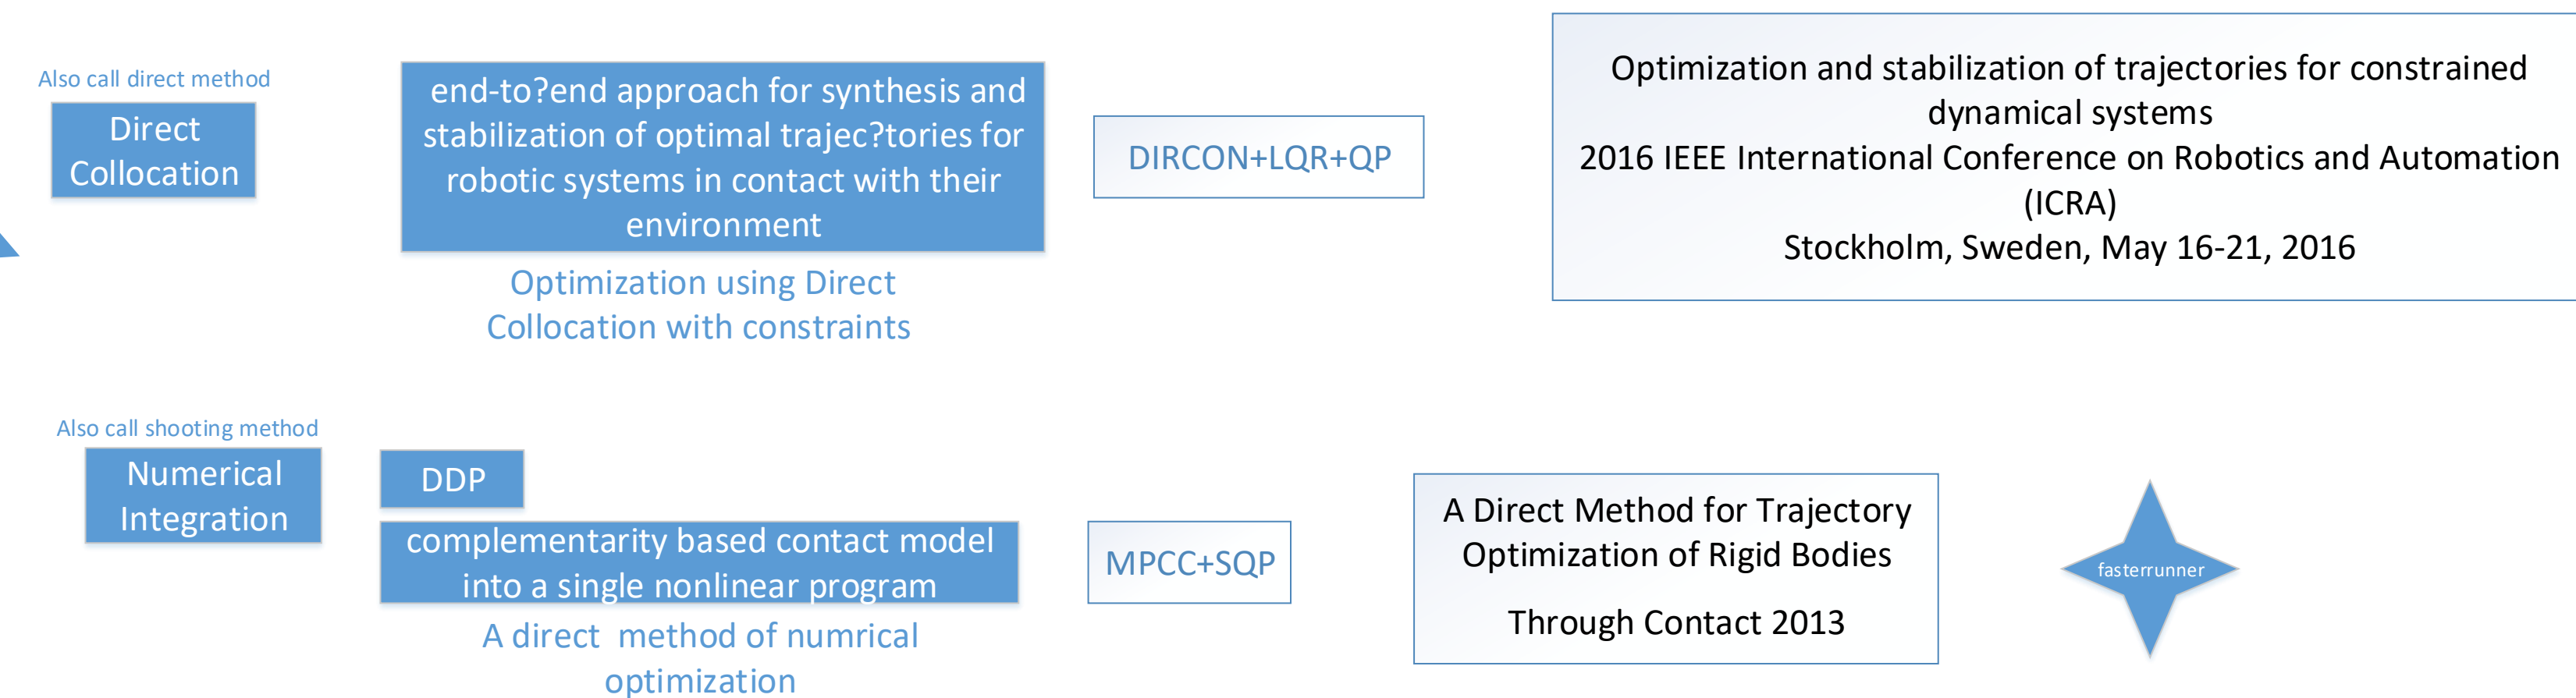 Also call direct method
Direct
Collocation
end-to?end approach for synthesis and
stabilization of optimal trajec?tories for
robotic systems in contact with their
environment
Optimization using Direct
Collocation with constraints
DIRCON+LQR+QP
Optimization and stabilization of trajectories for constrained
dynamical systems
2016 IEEE International Conference on Robotics and Automation
(ICRA)
Stockholm, Sweden, May 16-21, 2016
Also call shooting method
Numerical
Integration
DDP
complementarity based contact model
into a single nonlinear program
A direct  method of numrical
optimization
MPCC+SQP
A Direct Method for Trajectory
Optimization of Rigid Bodies
Through Contact 2013
fasterrunner